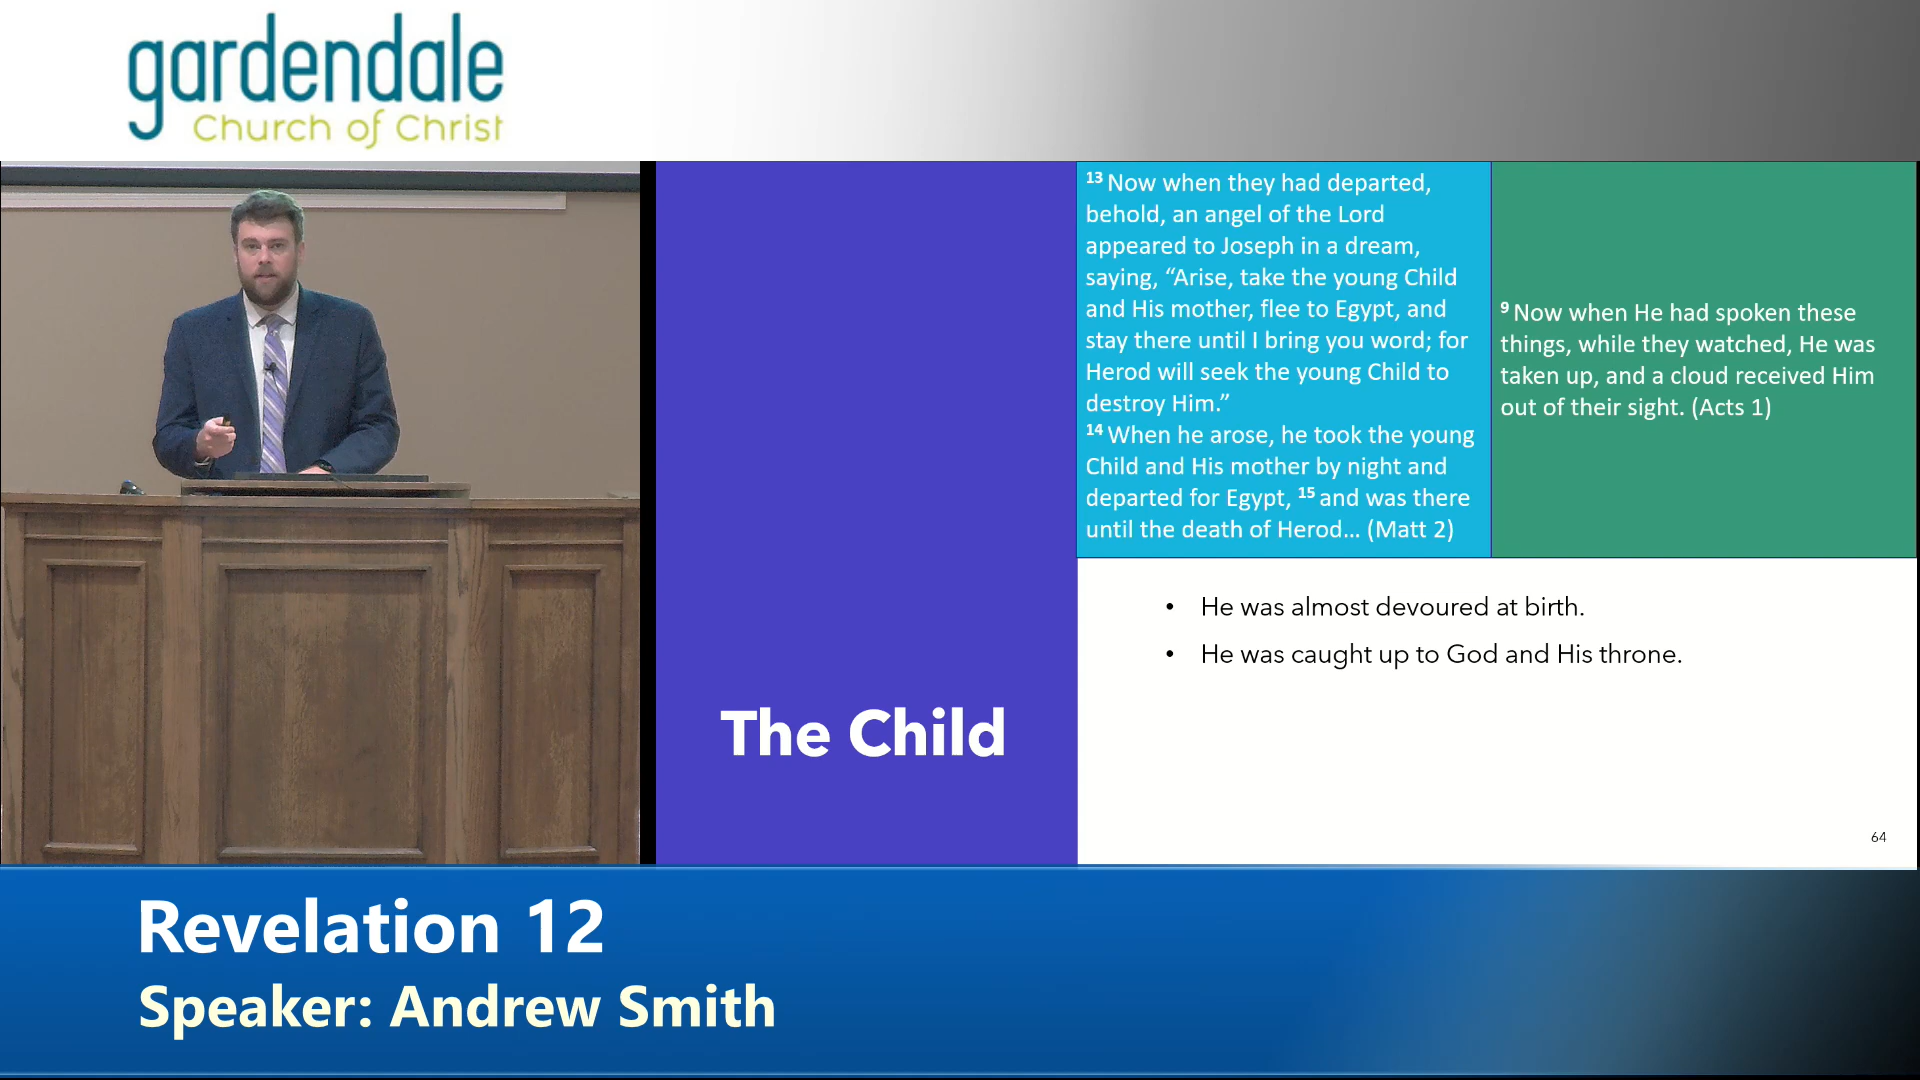 gardendale
Church of Christ
13 Now when they had departed,
behold, an angel of the Lord
appeared to Joseph in a dream,
saying, “Arise, take the young Child
and His mother, flee to Egypt, and
stay there until I bring you word; for
Herod will seek the young Child to
destroy Him.”
14 When he arose, he took the young
Child and His mother by night and
departed for Egypt, 15 and was there
until the death of Herod… (Matt 2)
9 Now when He had spoken these
things, while they watched, He was
taken up, and a cloud received Him
out of their sight. (Acts 1)
The Child
• He was almost devoured at birth.
• He was caught up to God and His throne.
64
Revelation 12
Speaker: Andrew Smith